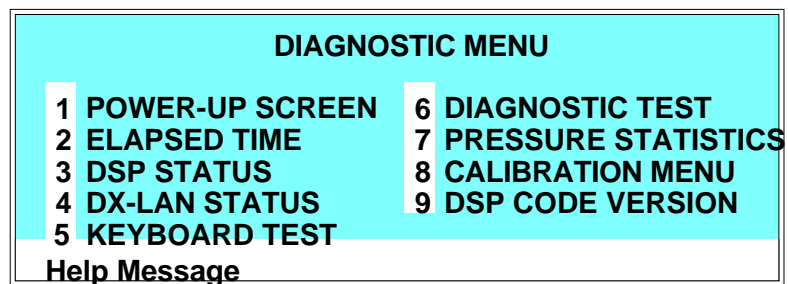 DIAGNOSTIC MENU
1 POWER-UP SCREEN
2 ELAPSED TIME
3 DSP STATUS
4 DX-LAN STATUS
5 KEYBOARD TEST
6 DIAGNOSTIC TEST
7 PRESSURE STATISTICS
8 CALIBRATION MENU
9 DSP CODE VERSION
Help Message